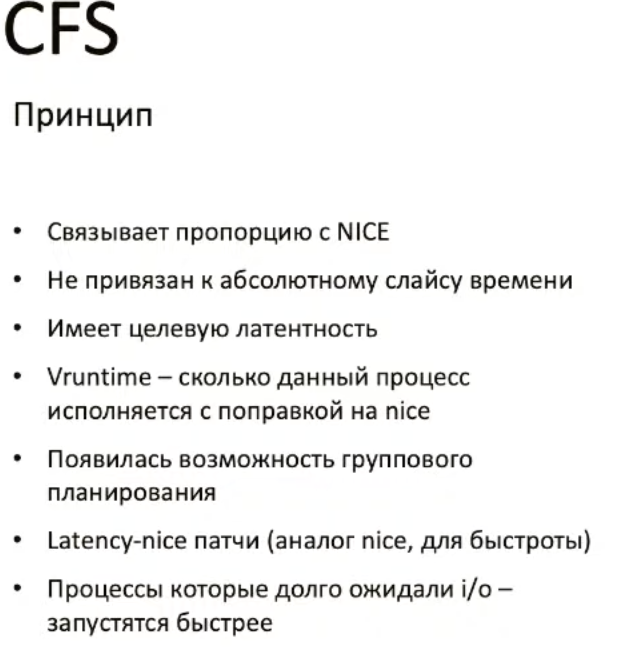 CFS
Принцип
• Связывает пропорцию с NICE
• Не привязан к абсолютному слайсу времени
• Имеет целевую латентность
• Vruntime – сколько данный процесс
исполняется с поправкой на nice
• Появилась возможность группового
планирования
• Latency-nice патчи (аналог nice, для быстроты)
• Процессы которые долго ожидали i/o –
запустятся быстрее